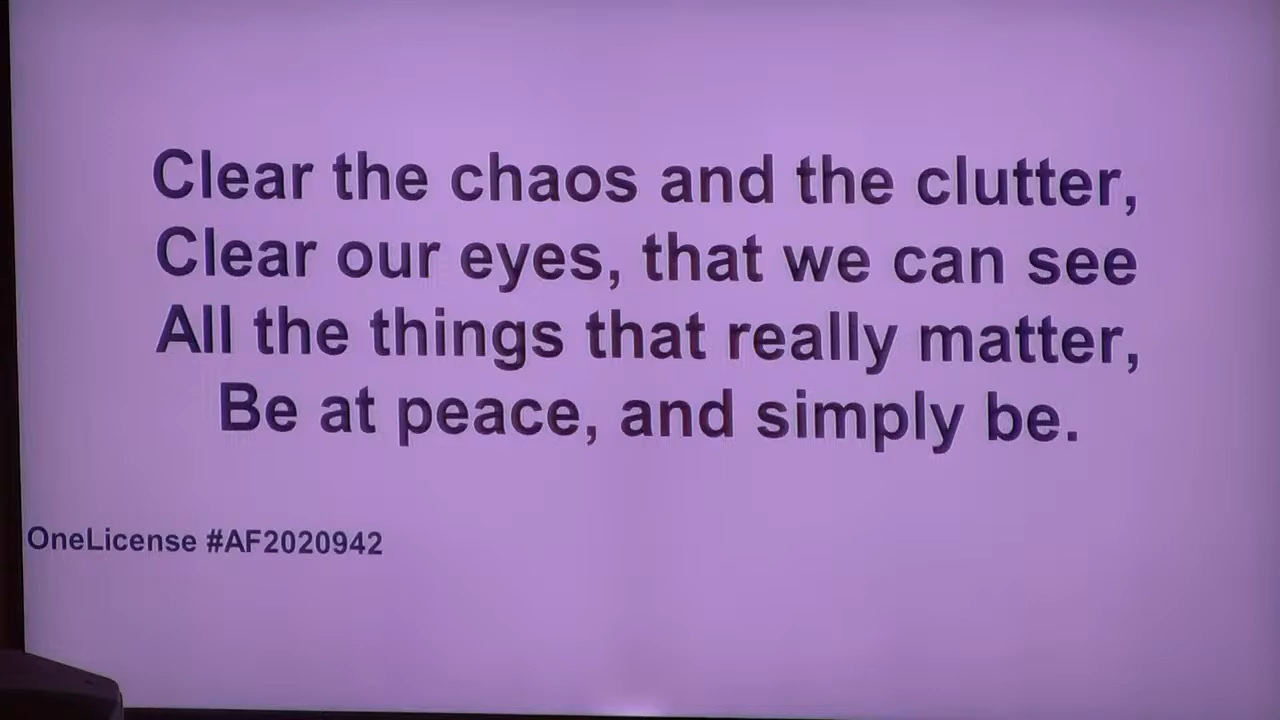 Clear the chaos and the clutter,
Clear our eyes, that we can see
All the things that really matter,
Be at peace, and simply be.
OneLicense #AF2020942